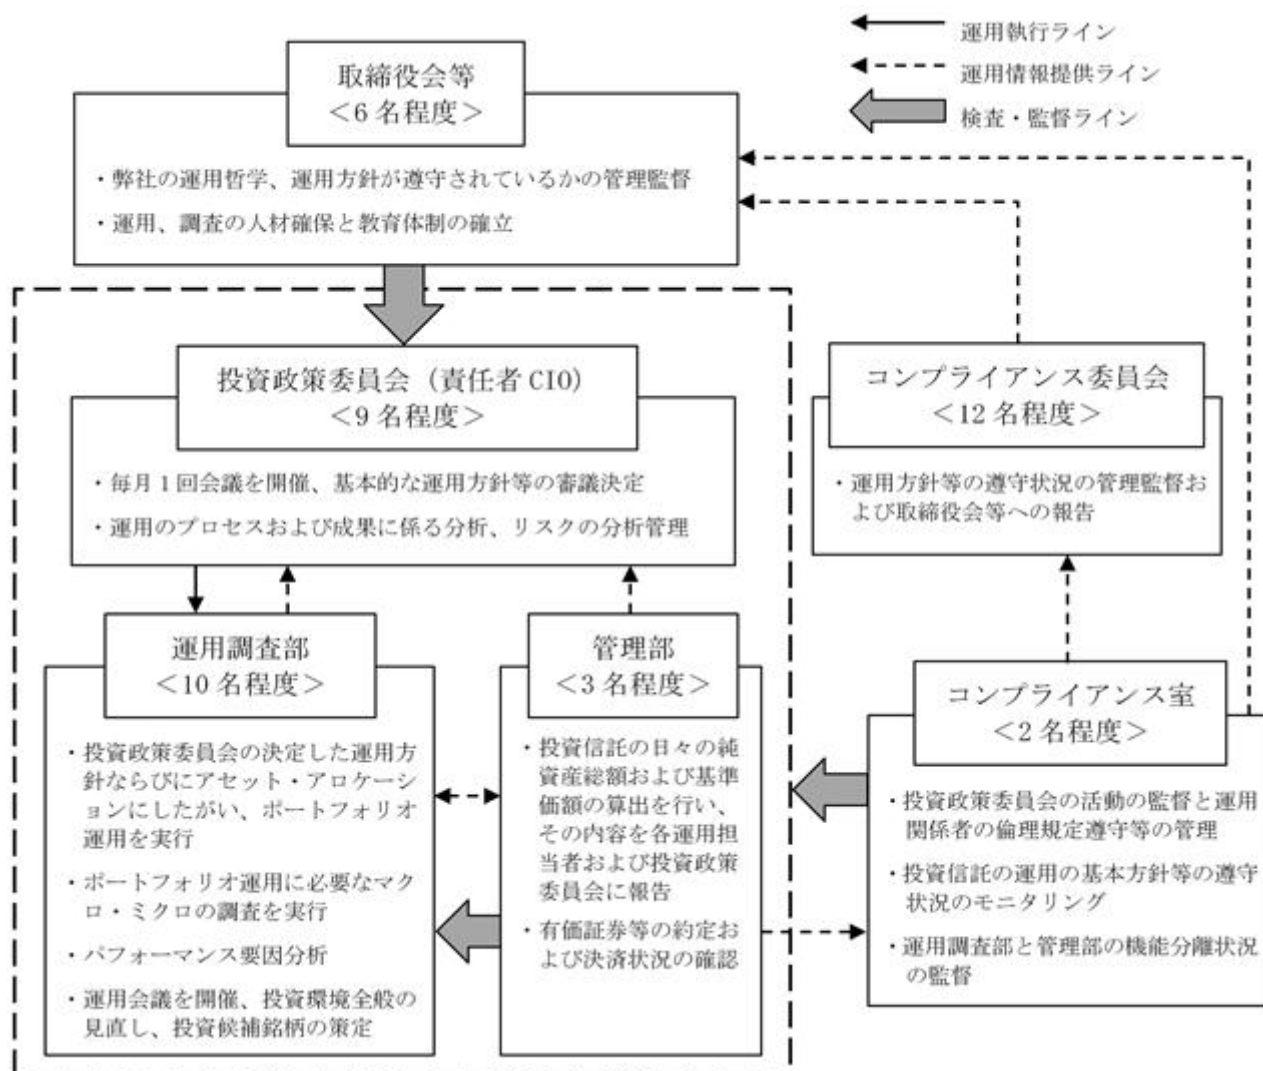 運用執行ライン
運用情報提供ライン
検査・監督ライン
取締役会等
<6 名程度>
・弊社の運用哲学、運用方針が遵守されているかの管理監督
・運用、調査の人材確保と教育体制の確立
投資政策委員会（責任者 CIO）
<9 名程度>
・毎月1回会議を開催、基本的な運用方針等の審議決定
・運用のプロセスおよび成果に係る分析、リスクの分析管理
コンプライアンス委員会
<12 名程度>
・運用方針等の遵守状況の管理監督お
よび取締役会等への報告
運用調査部
<10 名程度>
・投資政策委員会の決定した運用方
針ならびにアセット・アロケーシ
ョンにしたがい、ポートフォリオ
運用を実行
・ポートフォリオ運用に必要なマク
ロ・ミクロの調査を実行
・パフォーマンス要因分析
・運用会議を開催、投資環境全般の
見直し、投資候補銘柄の策定
管理部
<3 名程度>
・投資信託の日々の純
資産総額および基準
価額の算出を行い、
その内容を各運用担
当者および投資政策
委員会に報告
・有価証券等の約定お
よび決済状況の確認
コンプライアンス室
<2 名程度>
・投資政策委員会の活動の監督と運用
関係者の倫理規定遵守等の管理
・投資信託の運用の基本方針等の遵守
状況のモニタリング
・運用調査部と管理部の機能分離状況
の監督